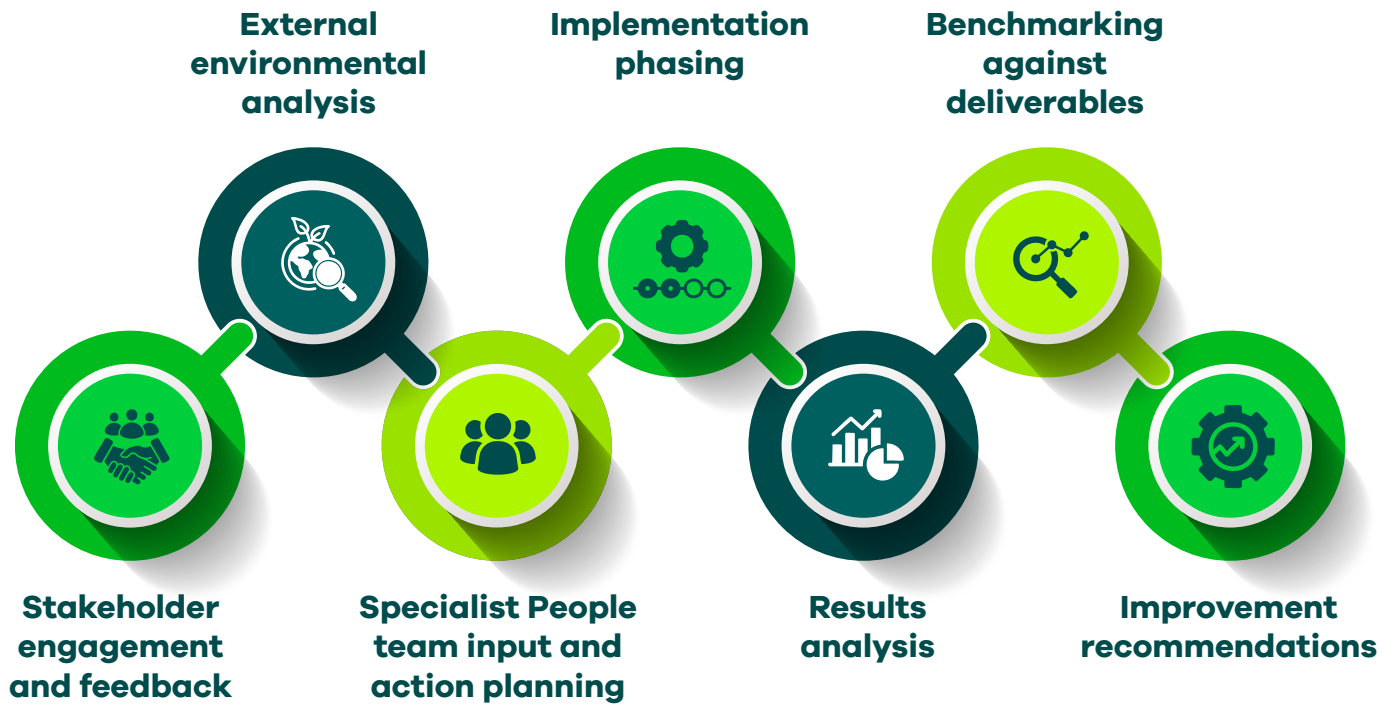 External
environmental
analysis
Implementation
phasing
Benchmarking
against
deliverables
Stakeholder
engagement
and feedback
Specialist People
team input and
action planning
Results
analysis
Improvement
recommendations